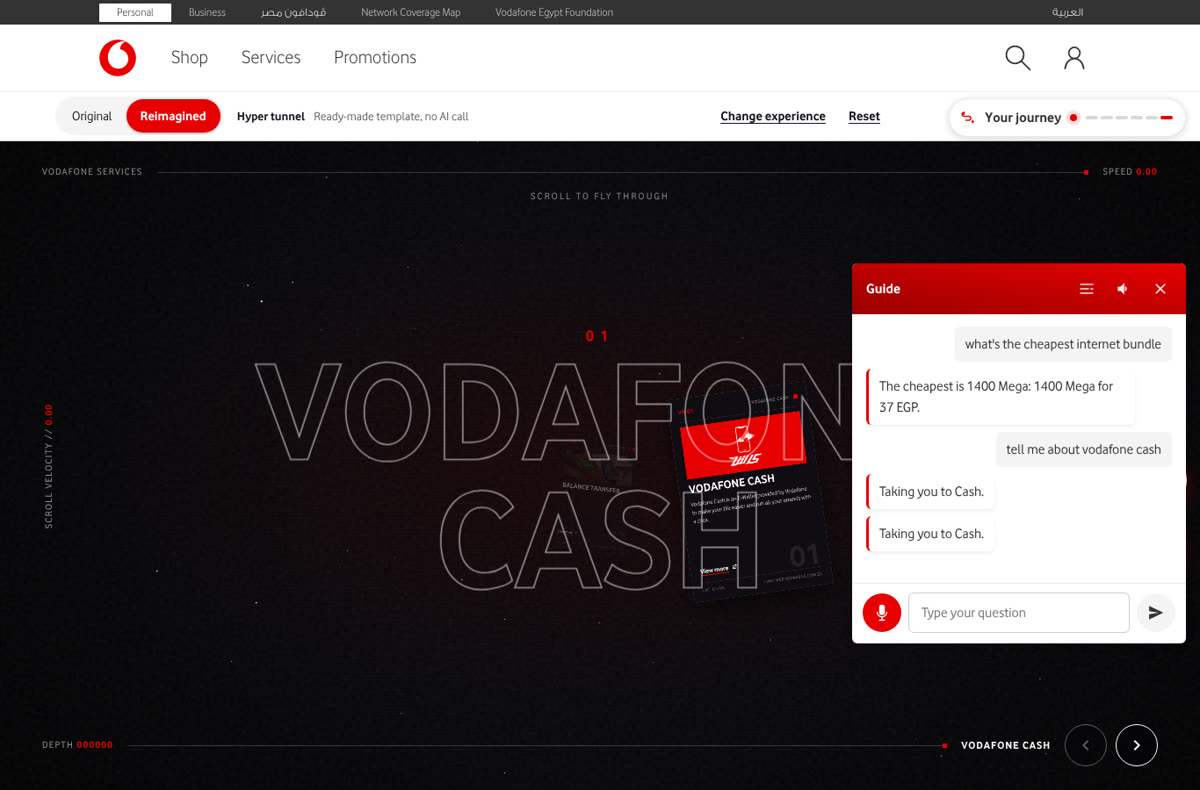 Personal
Business
ڤودافون مصر
Network Coverage Map
Vodafone Egypt Foundation
العربية
Shop
Services
Promotions
Original
Reimagined
Hyper tunnel
Ready-made template, no AI call
Change experience
Reset
Your journey
VODAFONE SERVICES
SPEED 0.00
SCROLL TO FLY THROUGH
01
VODAFON
CASH
SCROLL VELOCITY // 0.00
BALANCE TRANSFER
VODAFONE CASH
VODAFONE CASH
View more
01
Guide
what's the cheapest internet bundle
The cheapest is 1400 Mega: 1400 Mega for
37 EGP.
tell me about vodafone cash
Taking you to Cash.
Taking you to Cash.
Type your question
DEPTH 000000
VODAFONE CASH